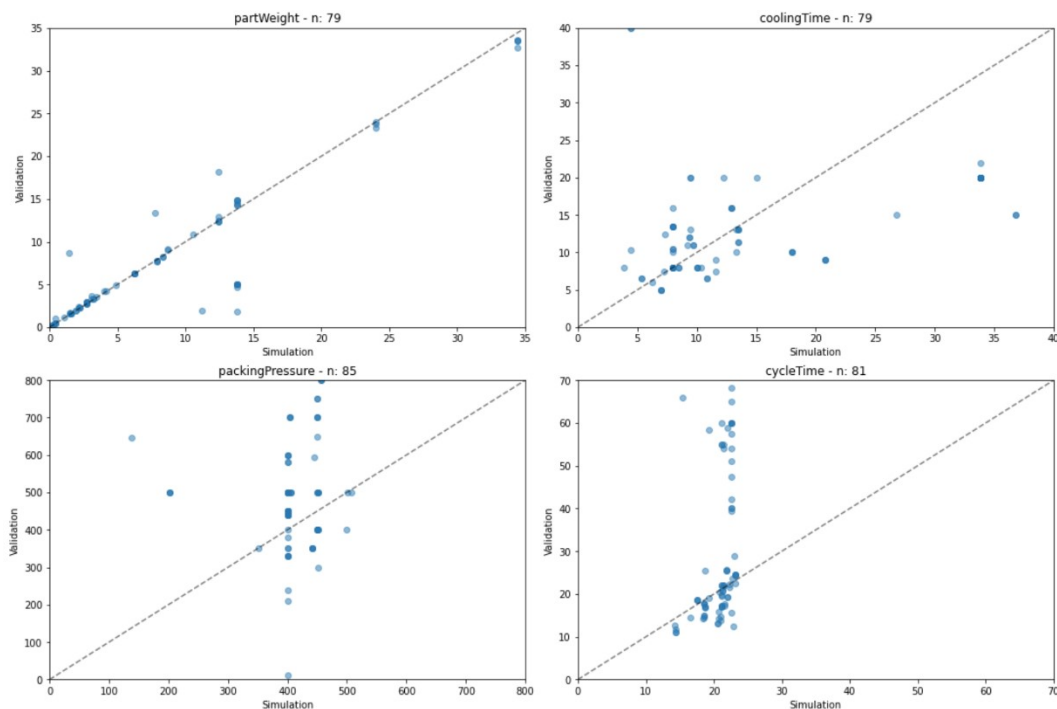 partWeight - n: 79
35
30
25
20
15
10
5
0
Validation
0 5 10 15 20 25 30 35
Simulation
coolingTime - n: 79
40
35
30
25
20
15
10
5
0
Validation
0 5 10 15 20 25 30 35 40
Simulation
packingPressure - n: 85
800
700
600
500
400
300
200
100
0
Validation
0 100 200 300 400 500 600 700 800
Simulation
cycleTime - n: 81
70
60
50
40
30
20
10
0
Validation
0 10 20 30 40 50 60 70
Simulation